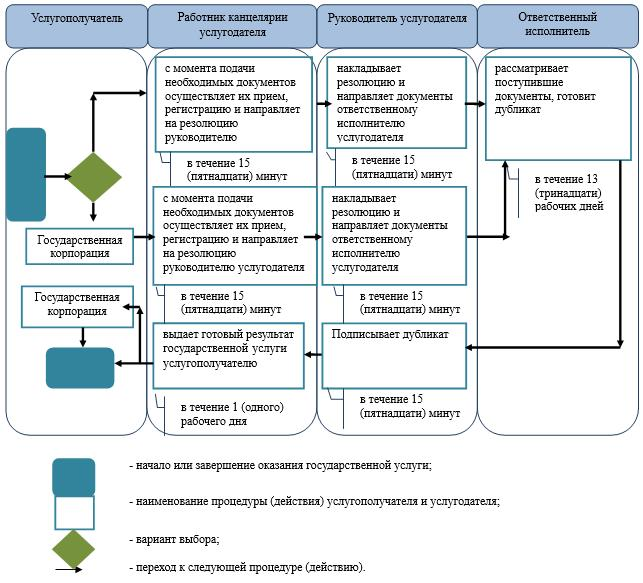 Услугополучатель
Работник канцелярии
услугодателя
Руководитель услугодателя
Ответственный
исполнитель
с момента подачи
необходимых документов
осуществляет их прием,
регистрацию и направляет
на резолюцию
руководителю
в течение 15
(пятнадцати) минут
накладывает
резолюцию и
направляет документы
ответственному
исполнителю
услугодателя
в течение 15
(пятнадцати) минут
рассматривает
поступившие
документы, готовит
дубликат
в течение 13
(тринадцати)
рабочих дней
Государственная
корпорация
с момента подачи
необходимых документов
осуществляет их прием,
регистрацию и направляет
на резолюцию
руководителю услугодателя
в течение 15
(пятнадцати) минут
накладывает
резолюцию и
направляет документы
ответственному
исполнителю
услугодателя
в течение 15
(пятнадцати) минут
Государственная
корпорация
выдает готовый результат
государственной услуги
услугополучателю
в течение 1 (одного)
рабочего дня
Подписывает дубликат
в течение 15
(пятнадцати) минут
- начало или завершение оказания государственной услуги;
- наименование процедуры (действия) услугополучателя и услугодателя;
- вариант выбора;
- переход к следующей процедуре (действию).